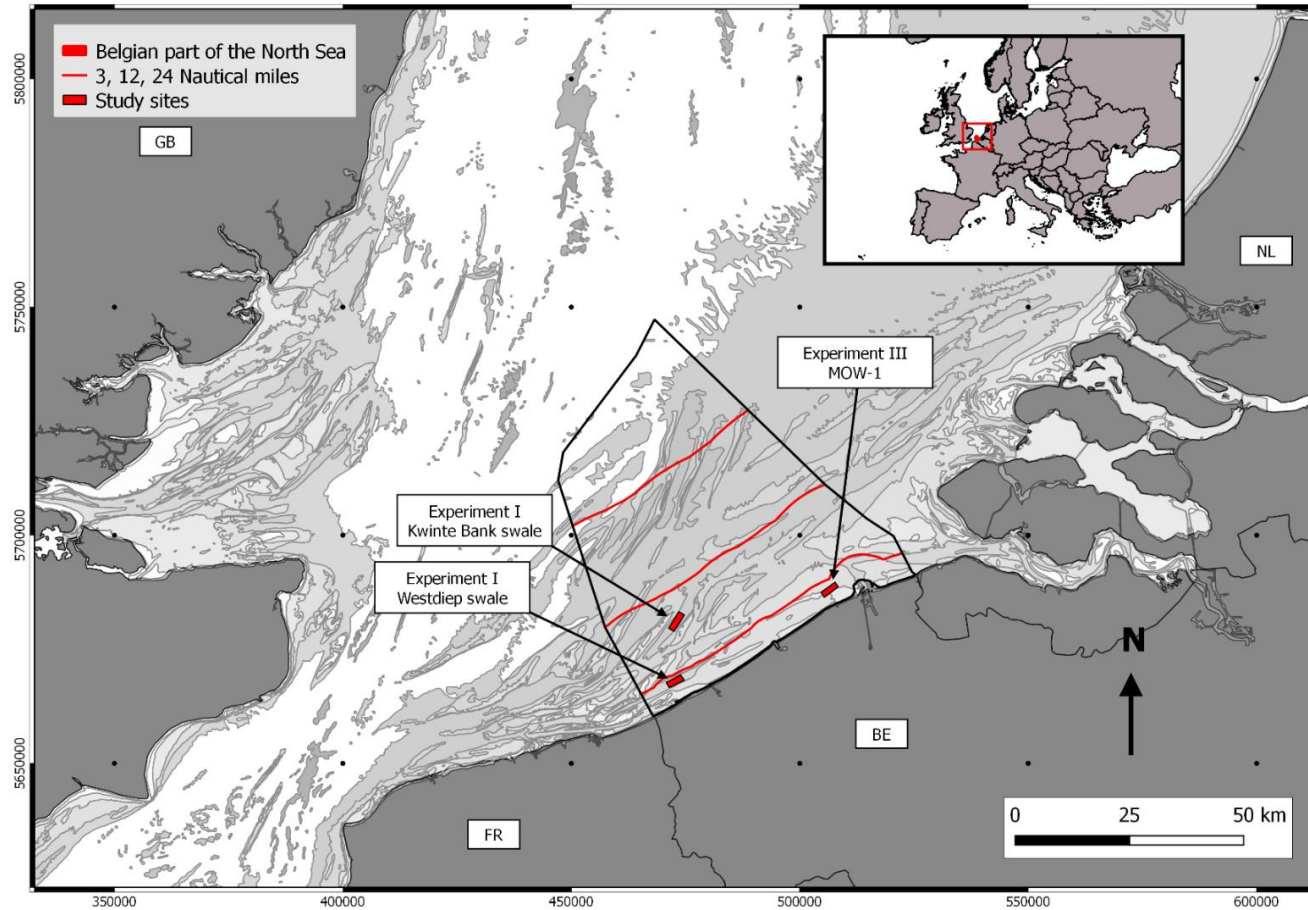 Belgian part of the North Sea
3, 12, 24 Nautical miles
Study sites
GB
NL
Experiment III
MOW-1
Experiment I
Kwinte Bank swale
Experiment I
Westdiep swale
N
BE
FR
0 25 50 km
5800000
5750000
5700000
5650000
350000 400000 450000 500000 550000 600000